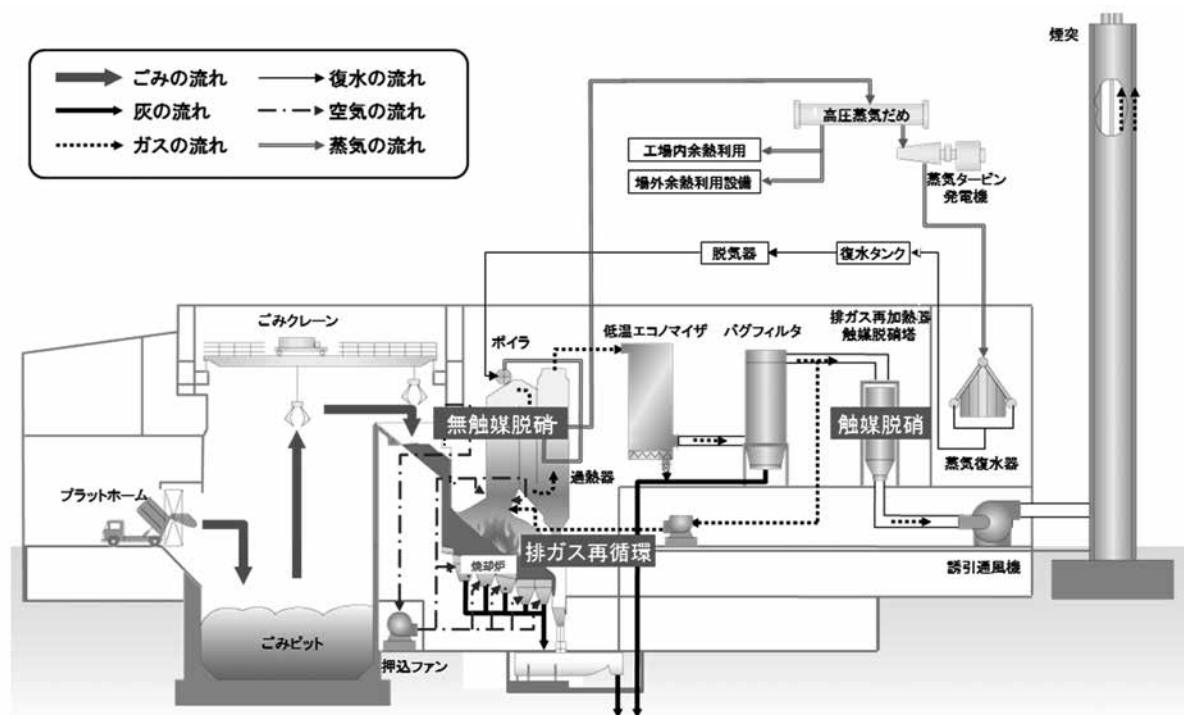 煙突
ごみの流れ
復水の流れ
灰の流れ
空気の流れ
ガスの流れ
蒸気の流れ
高圧蒸気だめ
工場内余熱利用
場外余熱利用設備
蒸気タービン
発電機
脱気器
復水タンク
ごみクレーン
ボイラ
低温エコノマイザ
バグフィルタ
排ガス再加熱器
触媒脱硝塔
無触媒脱硝
触媒脱硝
蒸気復水器
過熱器
プラットホーム
排ガス再循環
焼却炉
誘引通風機
ごみピット
押込ファン